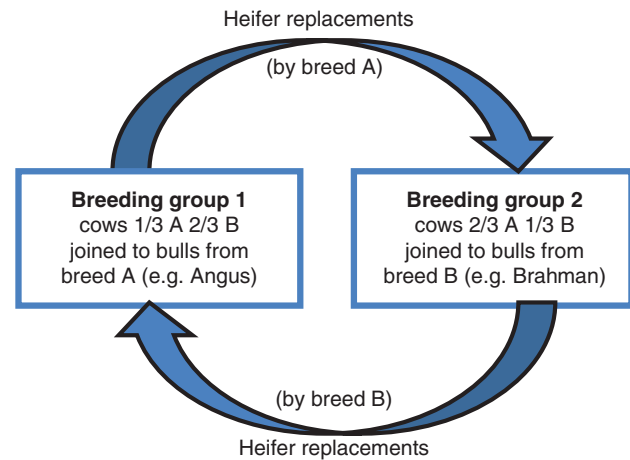 Heifer replacements
(by breed A)
Breeding group 1
cows 1/3 A 2/3 B
joined to bulls from
breed A (e.g. Angus)
Breeding group 2
cows 2/3 A 1/3 B
joined to bulls from
breed B (e.g. Brahman)
(by breed B)
Heifer replacements